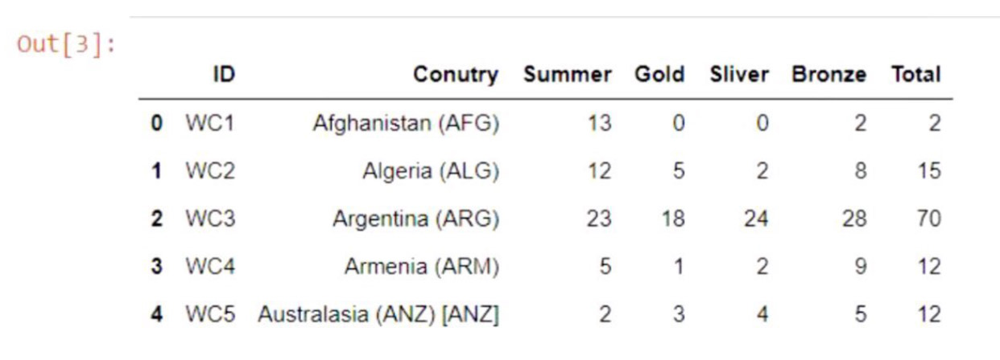 Out[3]:
ID Conutry Summer Gold Sliver Bronze Total
0 WC1 Afghanistan (AFG) 13 0 0 2 2
1 WC2 Algeria (ALG) 12 5 2 8 15
2 WC3 Argentina (ARG) 23 18 24 28 70
3 WC4 Armenia (ARM) 5 1 2 9 12
4 WC5 Australasia (ANZ) [ANZ] 2 3 4 5 12